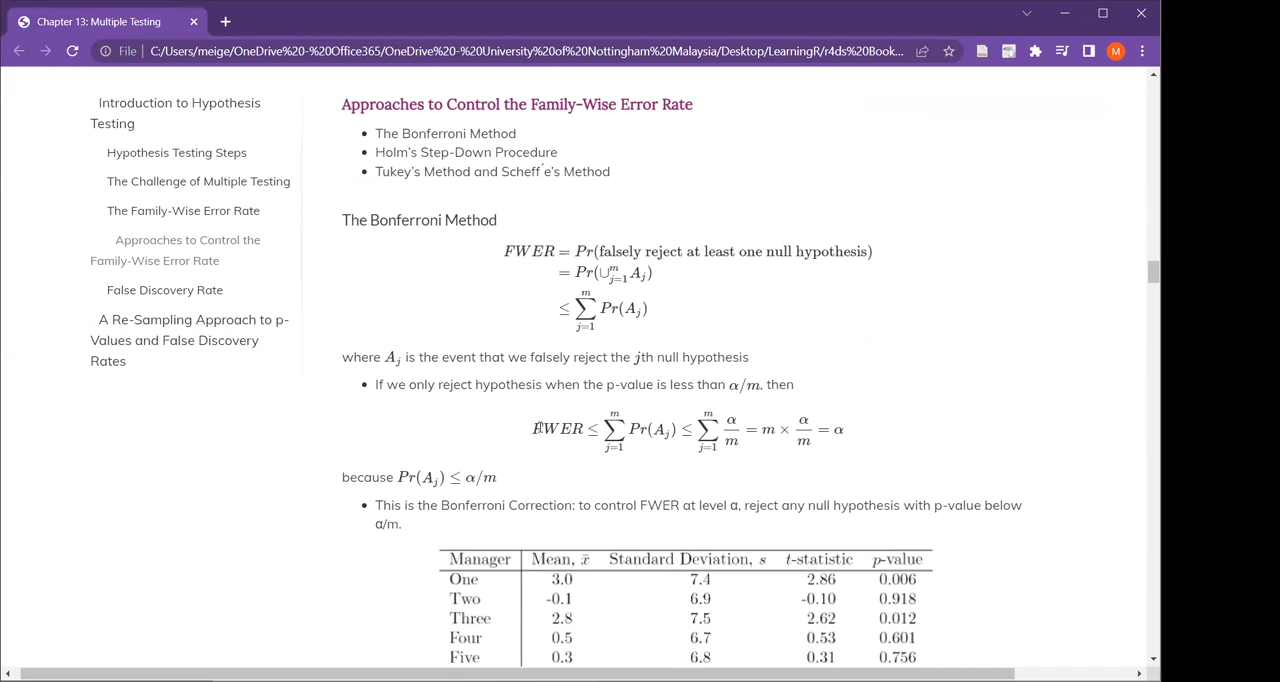 Chapter 13: Multiple Testing
File C:/Users/meige/OneDrive%20-%20Office365/OneDrive%20-%20University%20of%20Nottingham%20Malaysia/Desktop/LearningR/r4ds%20Book...
M
Introduction to Hypothesis
Testing
Hypothesis Testing Steps
The Challenge of Multiple Testing
The Family-Wise Error Rate
Approaches to Control the
Family-Wise Error Rate
False Discovery Rate
A Re-Sampling Approach to p-
Values and False Discovery
Rates
Approaches to Control the Family-Wise Error Rate
• The Bonferroni Method
• Holm's Step-Down Procedure
• Tukey's Method and Scheff´e's Method
The Bonferroni Method
FWER = Pr(falsely reject at least one null hypothesis)
= Pr(∪_{j=1}^{m} A_j)
≤ ∑_{j=1}^{m} Pr(A_j)
where A_j is the event that we falsely reject the jth null hypothesis
• If we only reject hypothesis when the p-value is less than α/m, then
FWER ≤ ∑_{j=1}^{m} Pr(A_j) ≤ ∑_{j=1}^{m} α/m = m × α/m = α
because Pr(A_j) ≤ α/m
• This is the Bonferroni Correction: to control FWER at level α, reject any null hypothesis with p-value below
α/m.
Manager Mean, x̄ Standard Deviation, s t-statistic p-value
One 3.0 7.4 2.86 0.006
Two -0.1 6.9 -0.10 0.918
Three 2.8 7.5 2.62 0.012
Four 0.5 6.7 0.53 0.601
Five 0.3 6.8 0.31 0.756